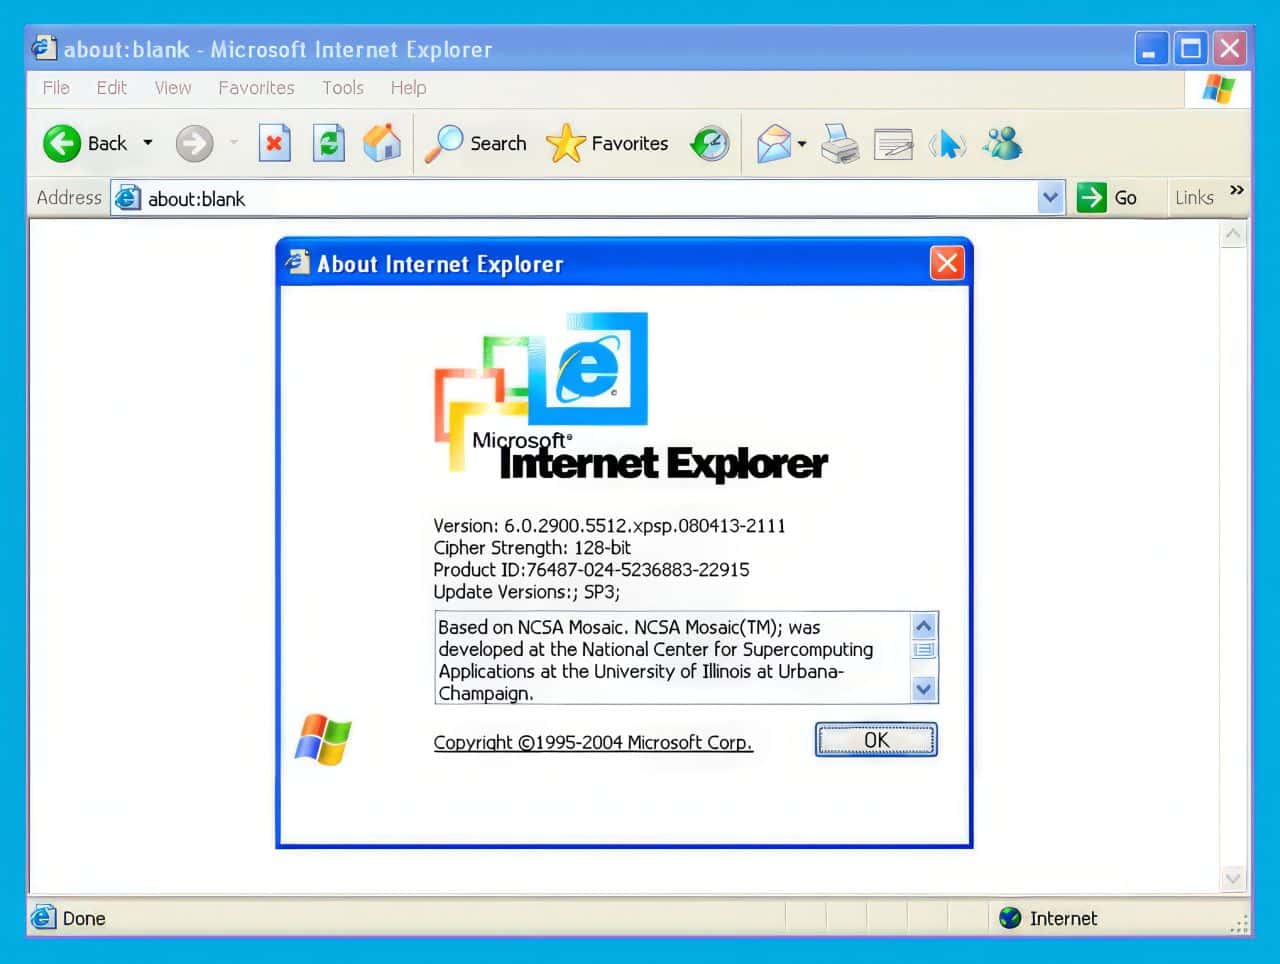 about:blank - Microsoft Internet Explorer
File Edit View Favorites Tools Help
Back Search Favorites
Address about:blank Go Links »
About Internet Explorer
Microsoft®
Internet Explorer
Version: 6.0.2900.5512.xpsp.080413-2111
Cipher Strength: 128-bit
Product ID:76487-024-5236883-22915
Update Versions:; SP3;
Based on NCSA Mosaic. NCSA Mosaic(TM); was
developed at the National Center for Supercomputing
Applications at the University of Illinois at Urbana-
Champaign.
Copyright ©1995-2004 Microsoft Corp.
OK
Done Internet